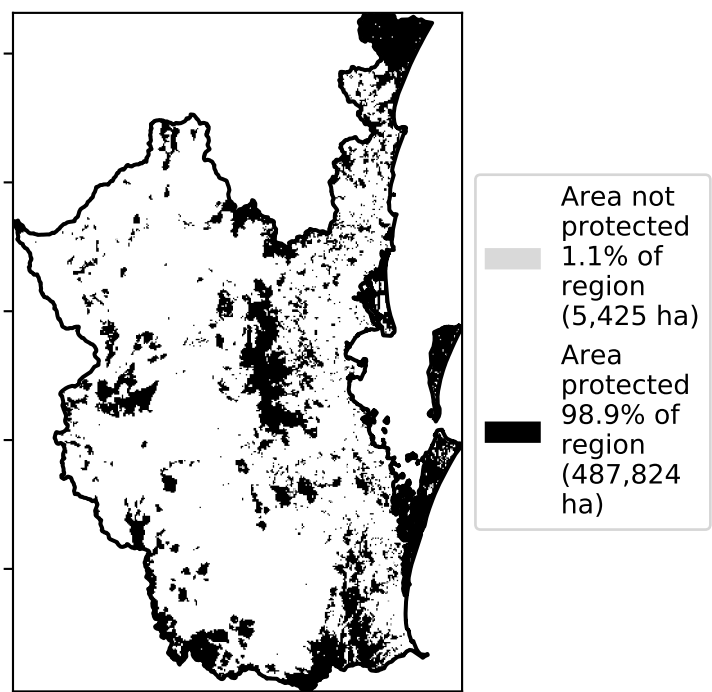 Area not
protected
1.1% of
region
(5,425 ha)
Area
protected
98.9% of
region
(487,824
ha)